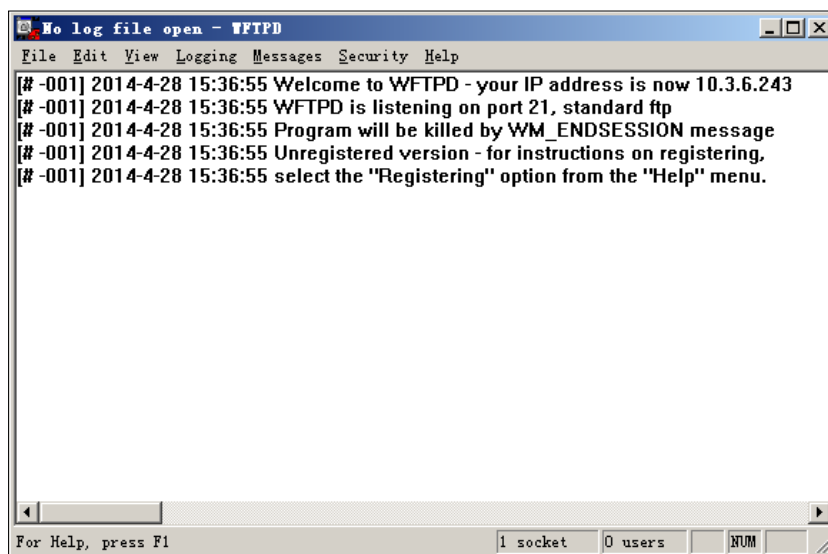 No log file open - WFTPD
File Edit View Logging Messages Security Help
[# -001] 2014-4-28 15:36:55 Welcome to WFTPD - your IP address is now 10.3.6.243
[# -001] 2014-4-28 15:36:55 WFTPD is listening on port 21, standard ftp
[# -001] 2014-4-28 15:36:55 Program will be killed by WM_ENDSESSION message
[# -001] 2014-4-28 15:36:55 Unregistered version - for instructions on registering,
[# -001] 2014-4-28 15:36:55 select the "Registering" option from the "Help" menu.
For Help, press F1 1 socket 0 users NUM